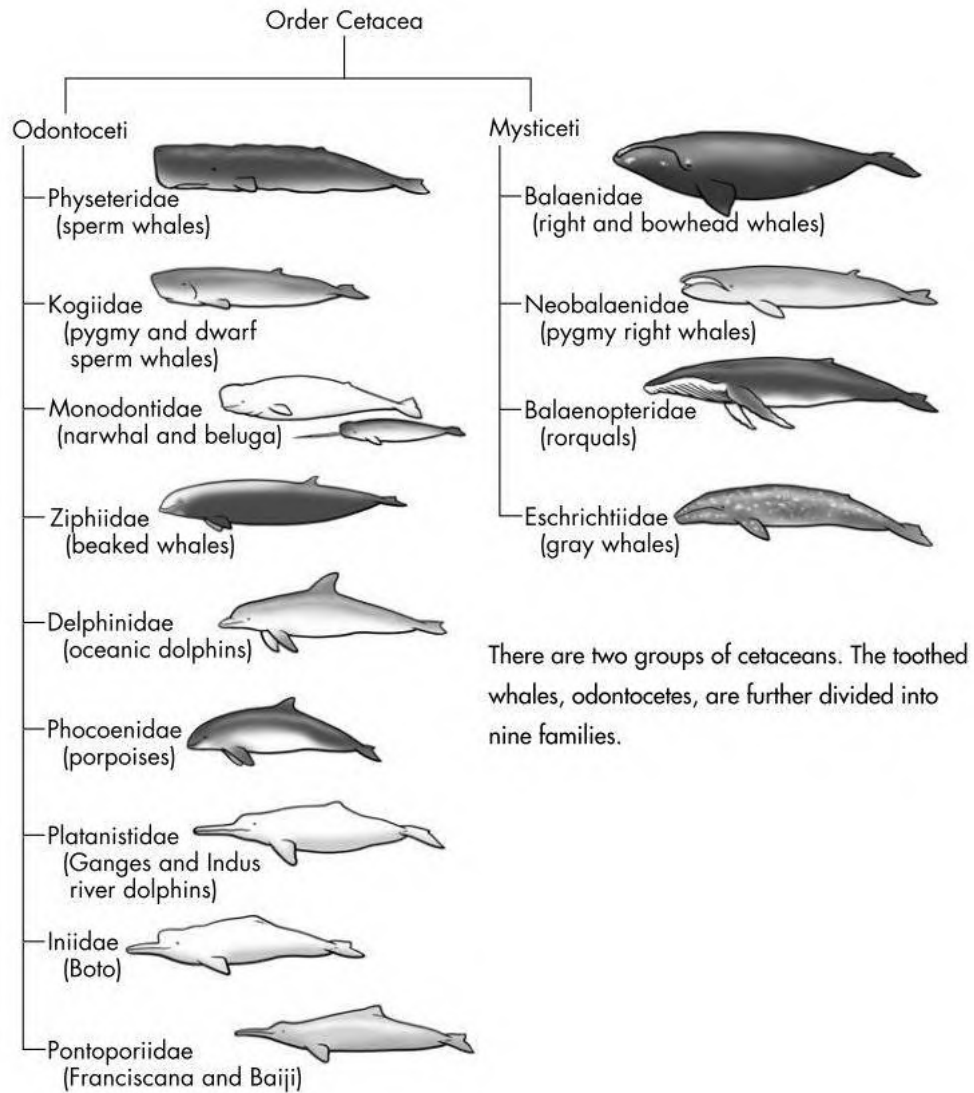 Order Cetacea
Odontoceti
Physeteridae
(sperm whales)
Kogiidae
(pygmy and dwarf
sperm whales)
Monodontidae
(narwhal and beluga)
Ziphiidae
(beaked whales)
Delphinidae
(oceanic dolphins)
Phocoenidae
(porpoises)
Platanistidae
(Ganges and Indus
river dolphins)
Iniidae
(Boto)
Pontoporiidae
(Franciscana and Baiji)
Mysticeti
Balaenidae
(right and bowhead whales)
Neobalaenidae
(pygmy right whales)
Balaenopteridae
(rorquals)
Eschrichtiidae
(gray whales)
There are two groups of cetaceans. The toothed
whales, odontocetes, are further divided into
nine families.